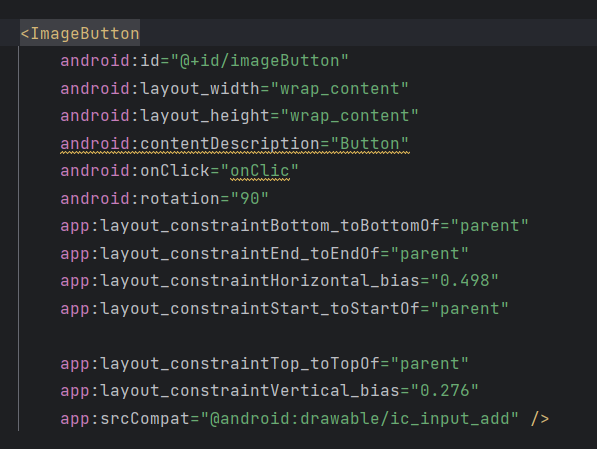 <ImageButton
android:id="@+id/imageButton"
android:layout_width="wrap_content"
android:layout_height="wrap_content"
android:contentDescription="Button"
android:onClick="onClic"
android:rotation="90"
app:layout_constraintBottom_toBottomOf="parent"
app:layout_constraintEnd_toEndOf="parent"
app:layout_constraintHorizontal_bias="0.498"
app:layout_constraintStart_toStartOf="parent"
app:layout_constraintTop_toTopOf="parent"
app:layout_constraintVertical_bias="0.276"
app:srcCompat="@android:drawable/ic_input_add" />